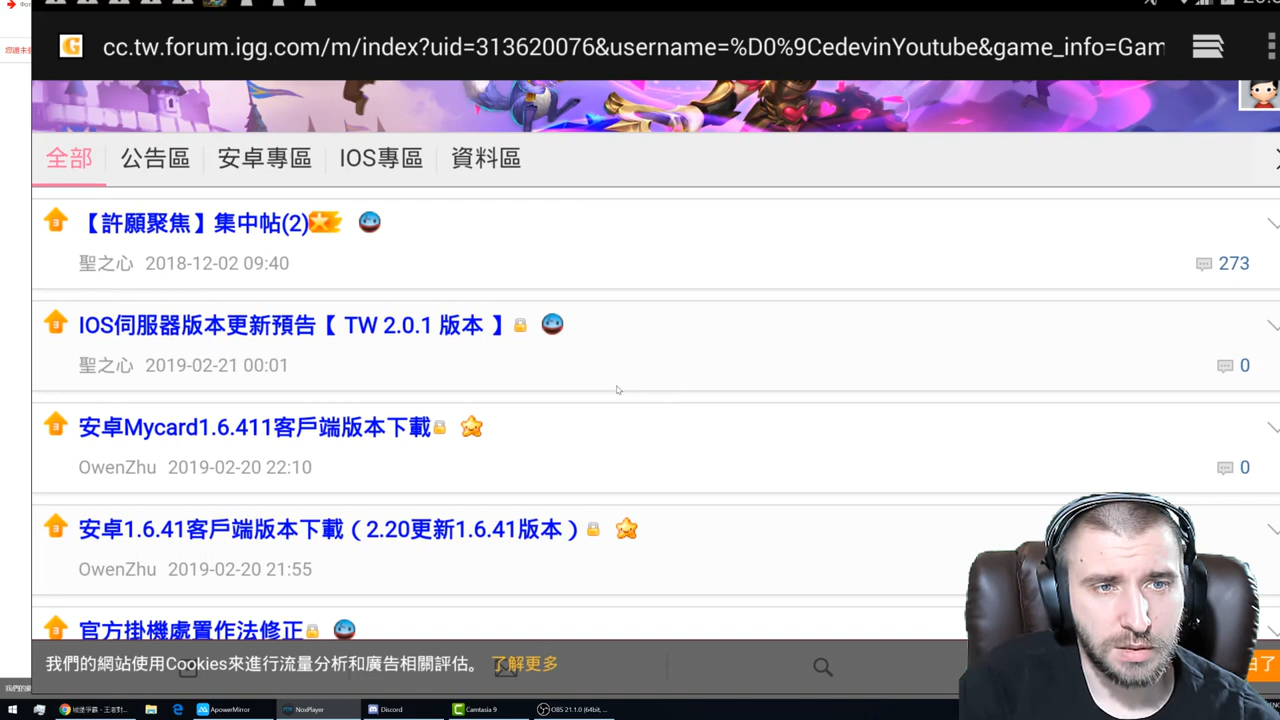 cc.tw.forum.igg.com/m/index?uid=313620076&username=%D0%9CedevinYoutube&game_info=Gam
全部 公告區 安卓專區 IOS專區 資料區
【許願聚焦】集中帖(2)
聖之心 2018-12-02 09:40 273
IOS伺服器版本更新預告【 TW 2.0.1 版本 】
聖之心 2019-02-21 00:01 0
安卓Mycard1.6.411客戶端版本下載
OwenZhu 2019-02-20 22:10 0
安卓1.6.41客戶端版本下載（2.20更新1.6.41版本）
OwenZhu 2019-02-20 21:55
官方掛機處置作法修正
我們的網站使用Cookies來進行流量分析和廣告相關評估。 了解更多
ApowerMirror NoxPlayer Discord Camtasia 9 OBS 21.1.0 (64bit, ...